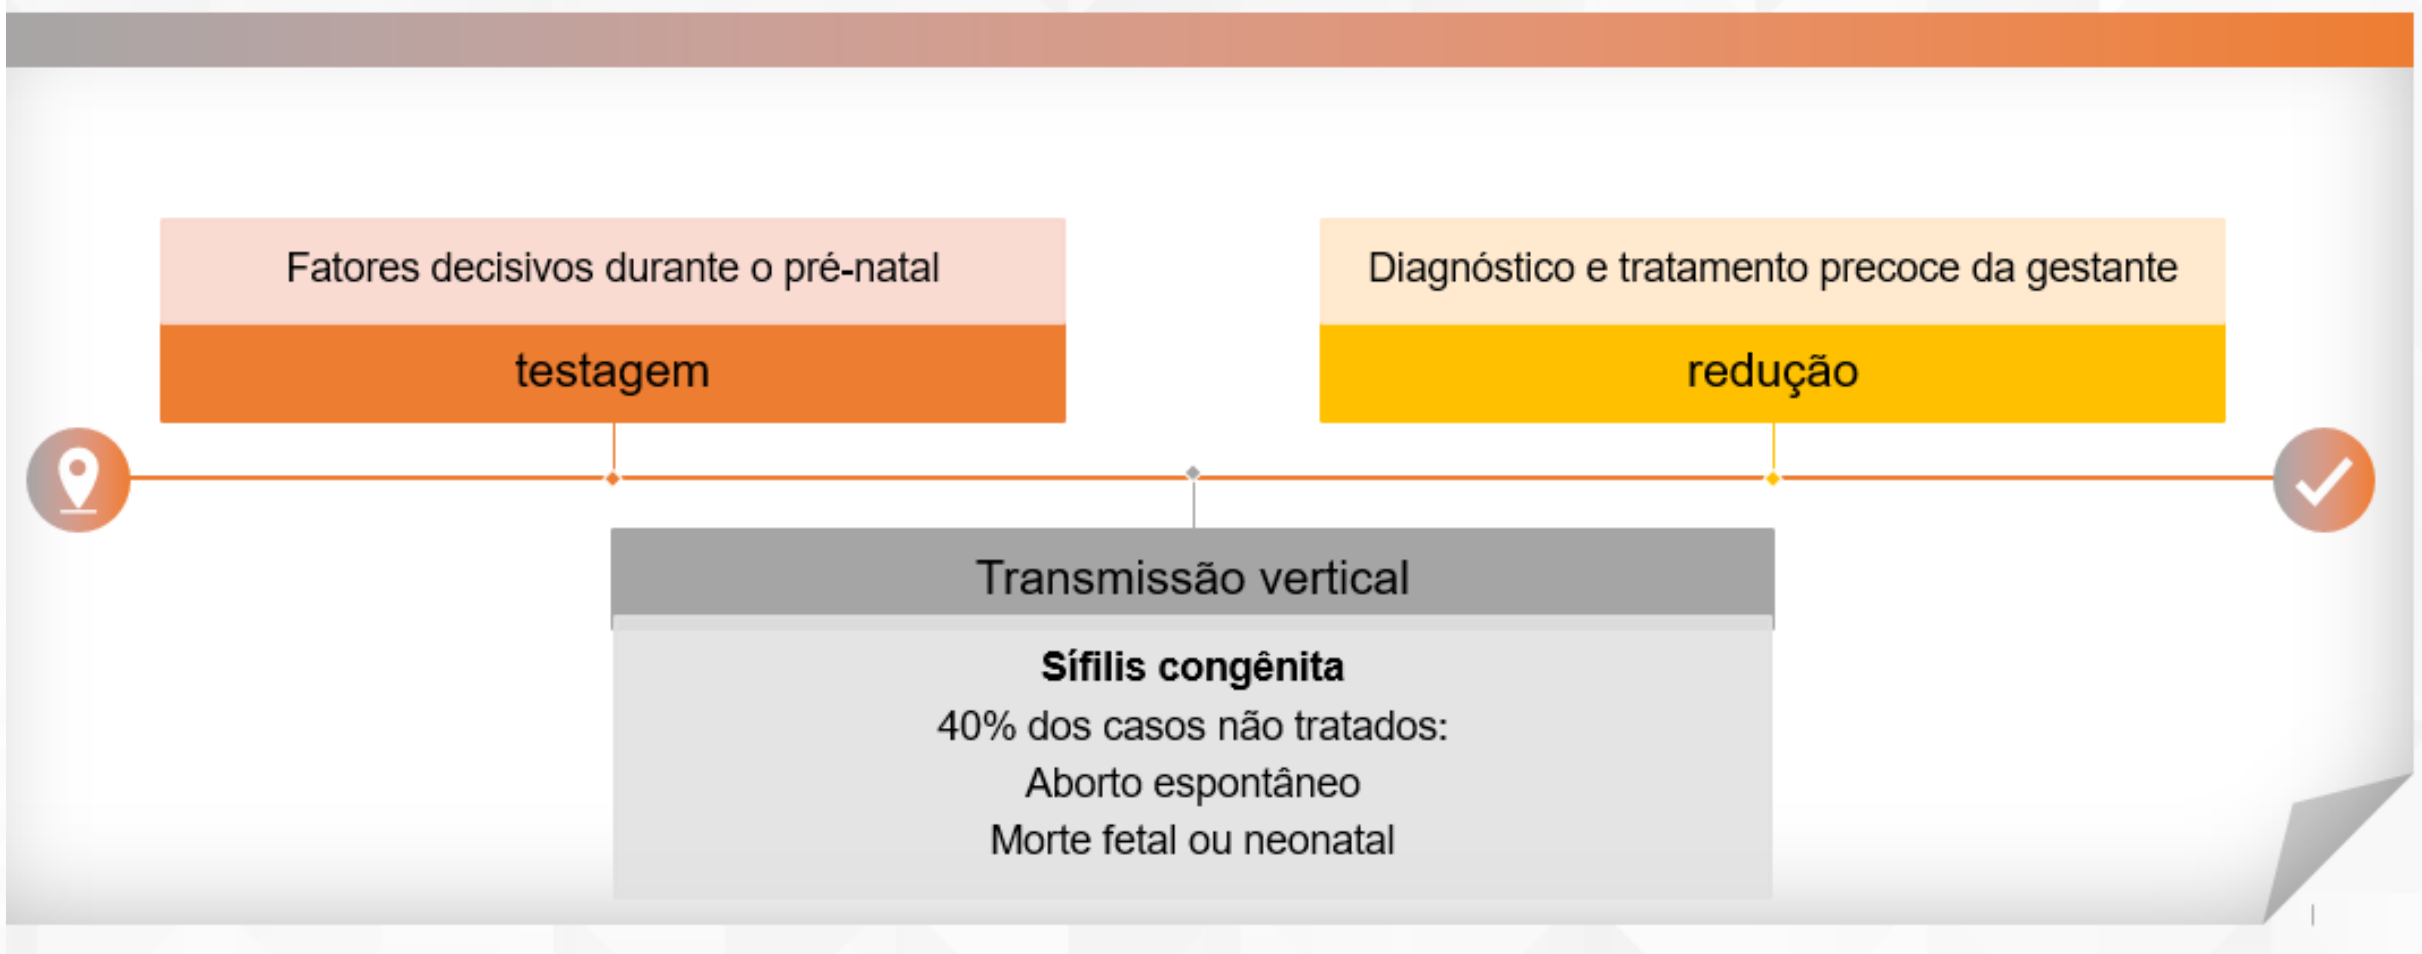 Fatores decisivos durante o pré-natal
testagem
Diagnóstico e tratamento precoce da gestante
redução
Transmissão vertical
Sífilis congênita
40% dos casos não tratados:
Aborto espontâneo
Morte fetal ou neonatal